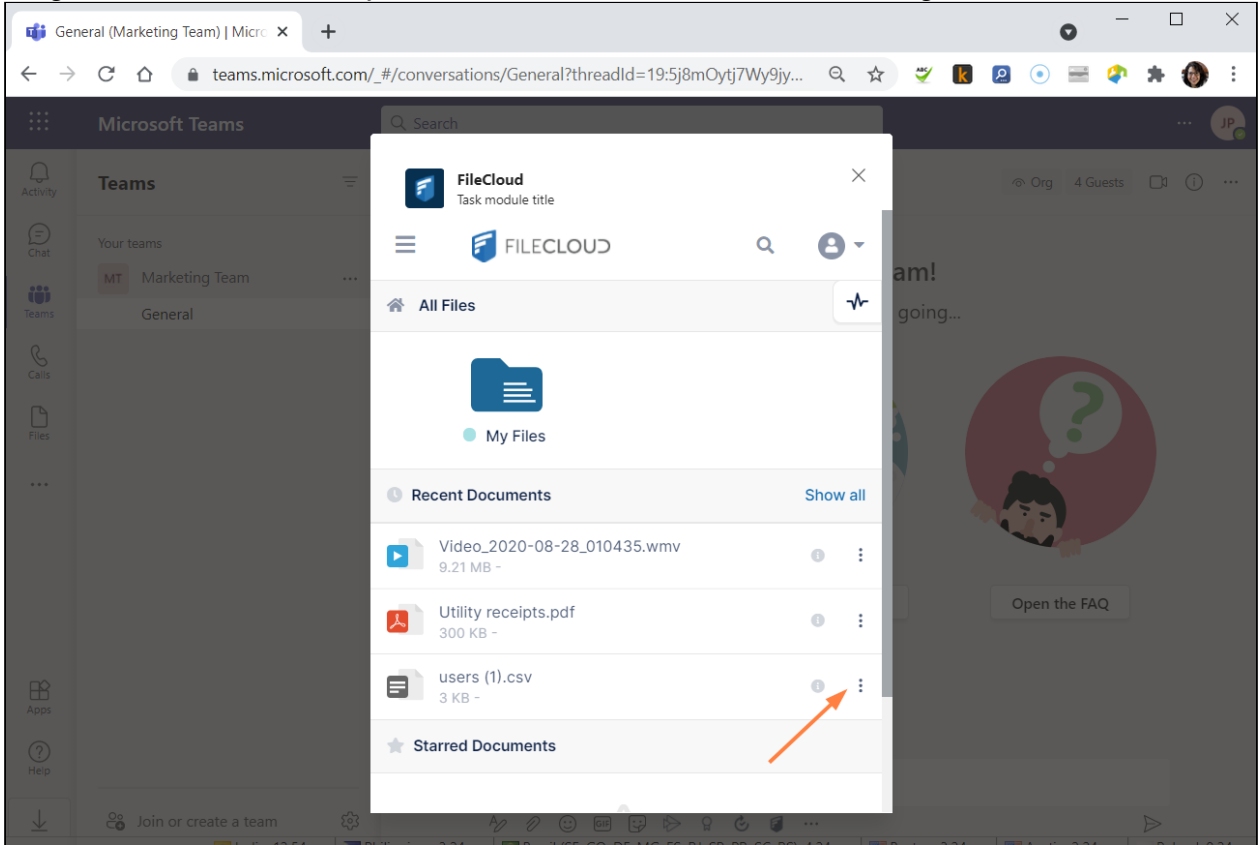 General (Marketing Team) | Micro
teams.microsoft.com/_#/conversations/General?threadId=19:5j8mOytj7Wy9jy...
Microsoft Teams
Search
JP
Activity
Teams
Org
4 Guests
FileCloud
Task module title
Chat
Your teams
FILECLOUD
MT Marketing Team
am!
Teams
General
All Files
going...
Calls
Files
My Files
Recent Documents
Show all
Video_2020-08-28_010435.wmv
9.21 MB -
Utility receipts.pdf
300 KB -
Open the FAQ
users (1).csv
3 KB -
Apps
Starred Documents
Help
Join or create a team
GIF